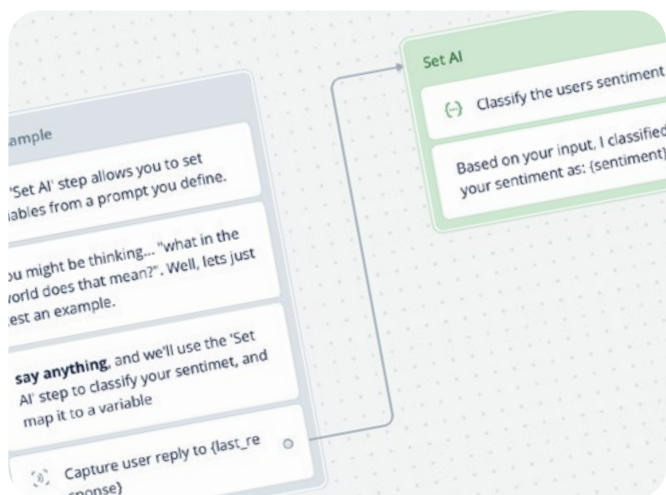 ample
'Set AI' step allows you to set
ables from a prompt you define.
ou might be thinking... "what in the
world does that mean?". Well, lets just
est an example.
say anything, and we'll use the 'Set
AI' step to classify your sentimet, and
map it to a variable
Capture user reply to {last_re
sponse}
Set AI
Classify the users sentiment
Based on your input, I classified
your sentiment as: {sentiment}